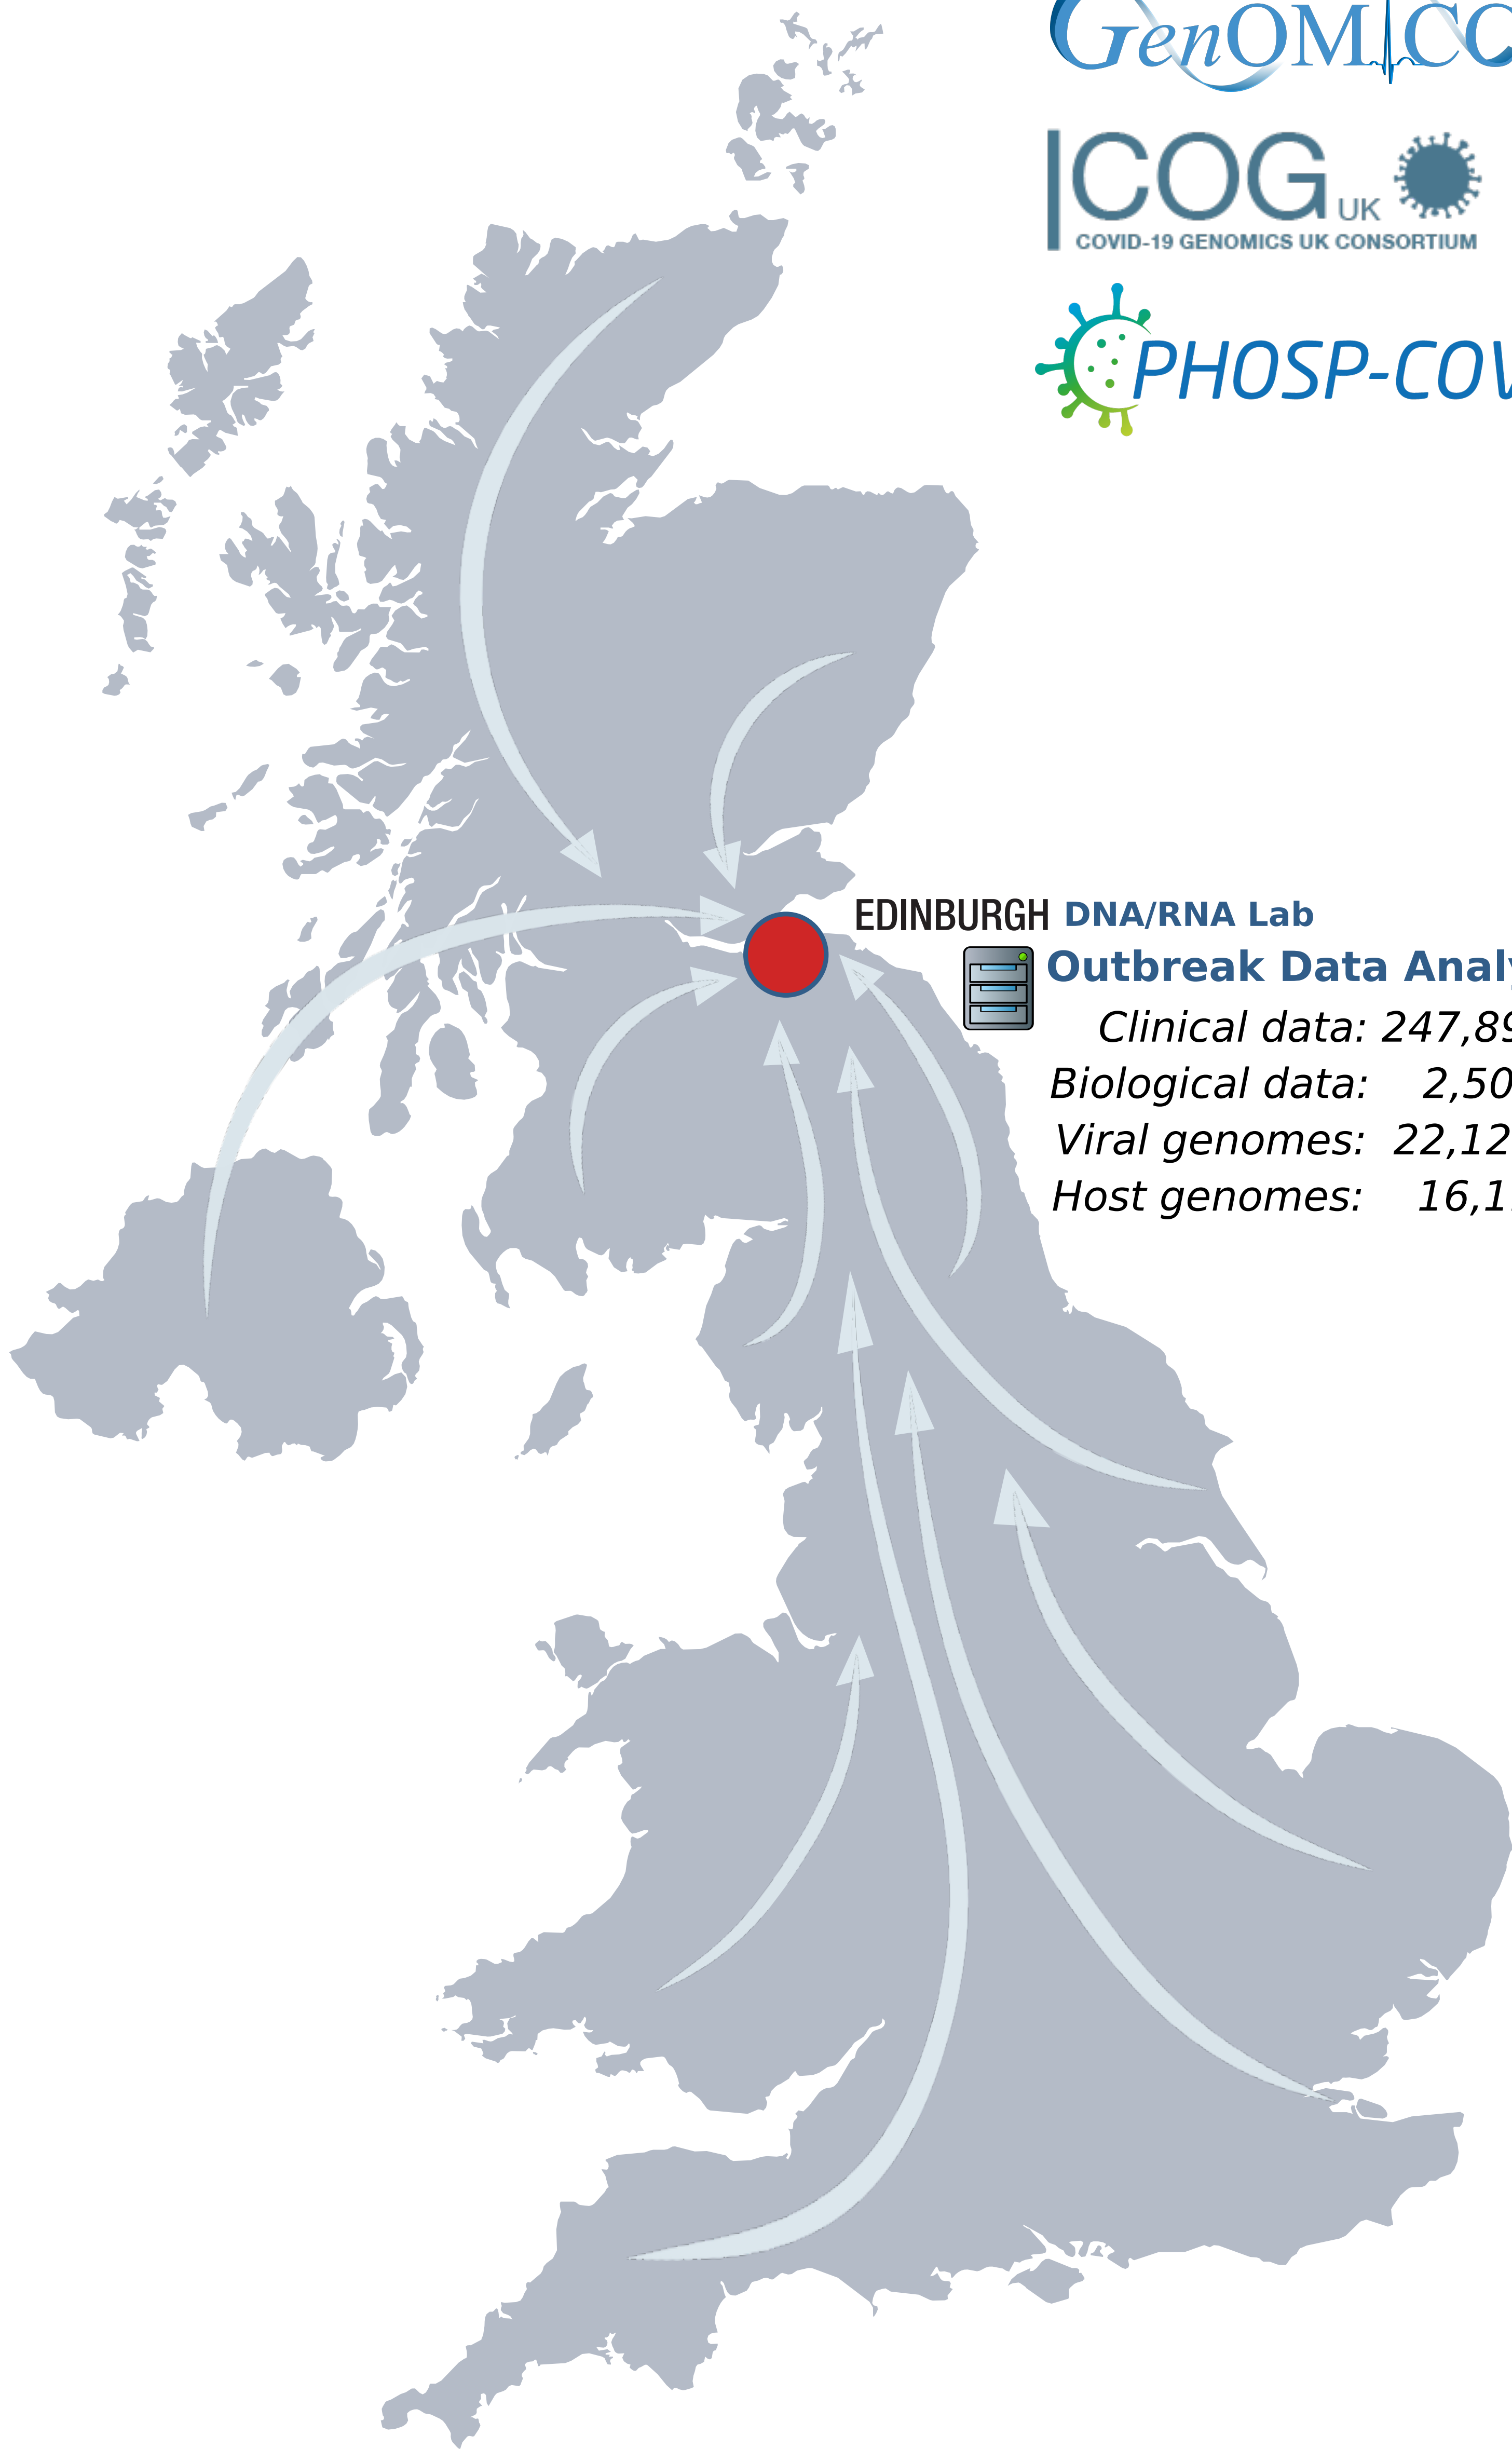 GenOMICC
COG UK
COVID-19 GENOMICS UK CONSORTIUM
PHOSP-COV
EDINBURGH DNA/RNA Lab
Outbreak Data Analy
Clinical data: 247,89
Biological data: 2,50
Viral genomes: 22,12
Host genomes: 16,1